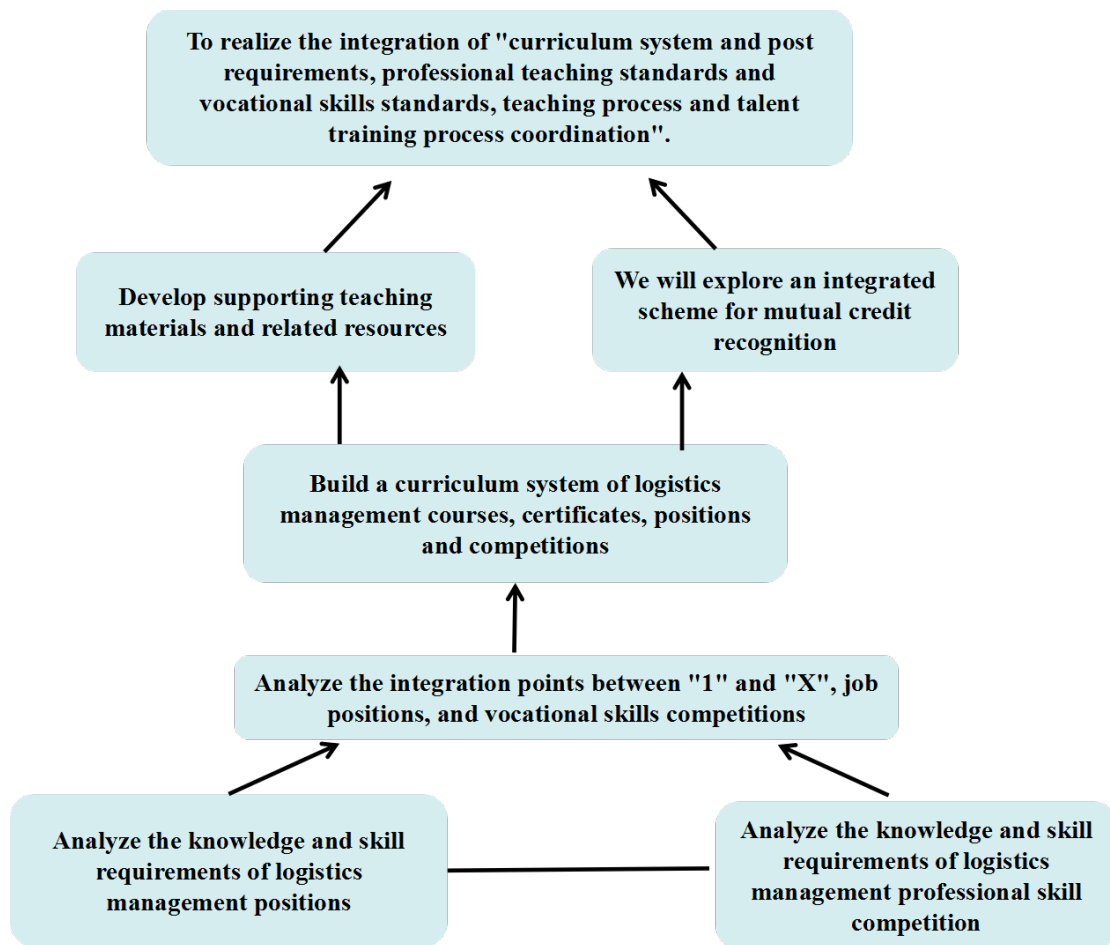 To realize the integration of "curriculum system and post
requirements, professional teaching standards and
vocational skills standards, teaching process and talent
training process coordination".
Develop supporting teaching
materials and related resources
We will explore an integrated
scheme for mutual credit
recognition
Build a curriculum system of logistics
management courses, certificates, positions
and competitions
Analyze the integration points between "1" and "X", job
positions, and vocational skills competitions
Analyze the knowledge and skill
requirements of logistics
management positions
Analyze the knowledge and skill
requirements of logistics
management professional skill
competition